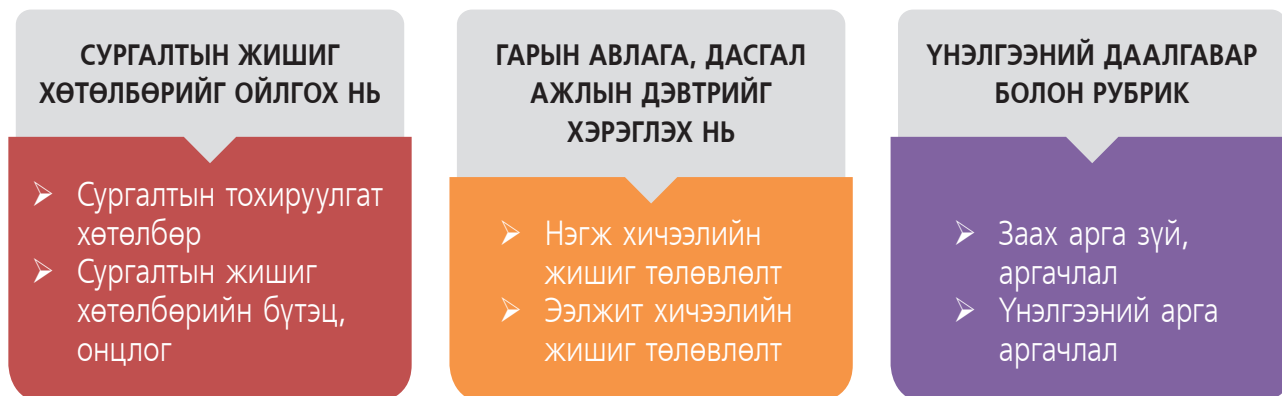 СУРГАЛТЫН ЖИШИГ
ХӨТӨЛБӨРИЙГ ОЙЛГОХ НЬ
➢ Сургалтын тохируулгат
хөтөлбөр
➢ Сургалтын жишиг
хөтөлбөрийн бүтэц,
онцлог
ГАРЫН АВЛАГА, ДАСГАЛ
АЖЛЫН ДЭВТРИЙГ
ХЭРЭГЛЭХ НЬ
➢ Нэгж хичээлийн
жишиг төлөвлөлт
➢ Ээлжит хичээлийн
жишиг төлөвлөлт
ҮНЭЛГЭЭНИЙ ДААЛГАВАР
БОЛОН РУБРИК
➢ Заах арга зүй,
аргачлал
➢ Үнэлгээний арга
аргачлал